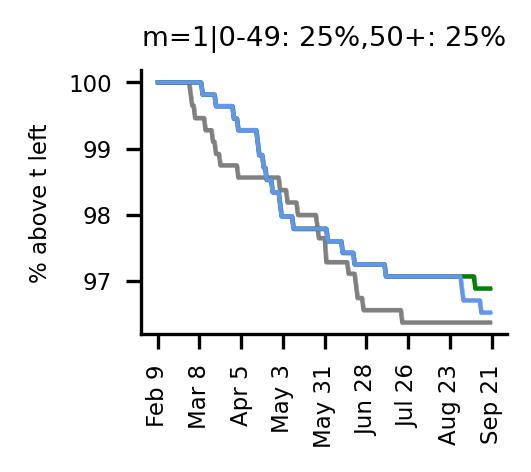 m=1|0-49: 25%,50+: 25%
% above t left
100
99
98
97
Feb 9
Mar 8
Apr 5
May 3
May 31
Jun 28
Jul 26
Aug 23
Sep 21